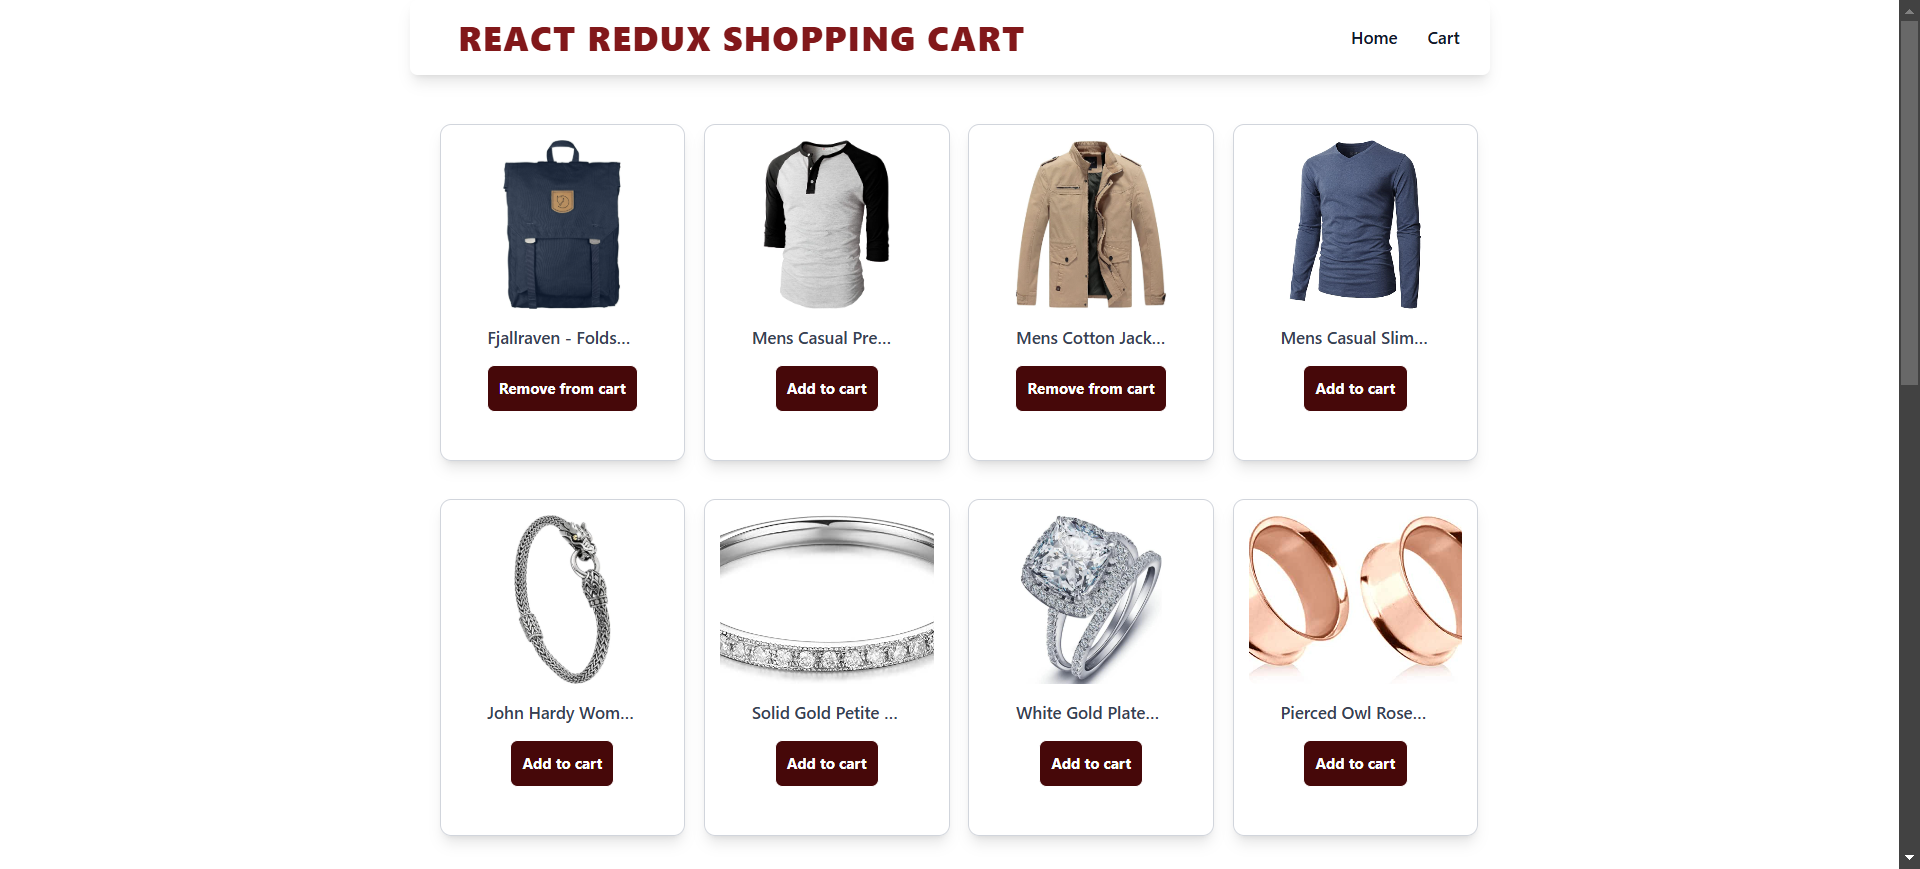 REACT REDUX SHOPPING CART
Home
Cart
Fjallraven - Folds...
Mens Casual Pre...
Mens Cotton Jack...
Mens Casual Slim...
Remove from cart
Add to cart
Remove from cart
Add to cart
John Hardy Wom...
Solid Gold Petite ...
White Gold Plate...
Pierced Owl Rose...
Add to cart
Add to cart
Add to cart
Add to cart